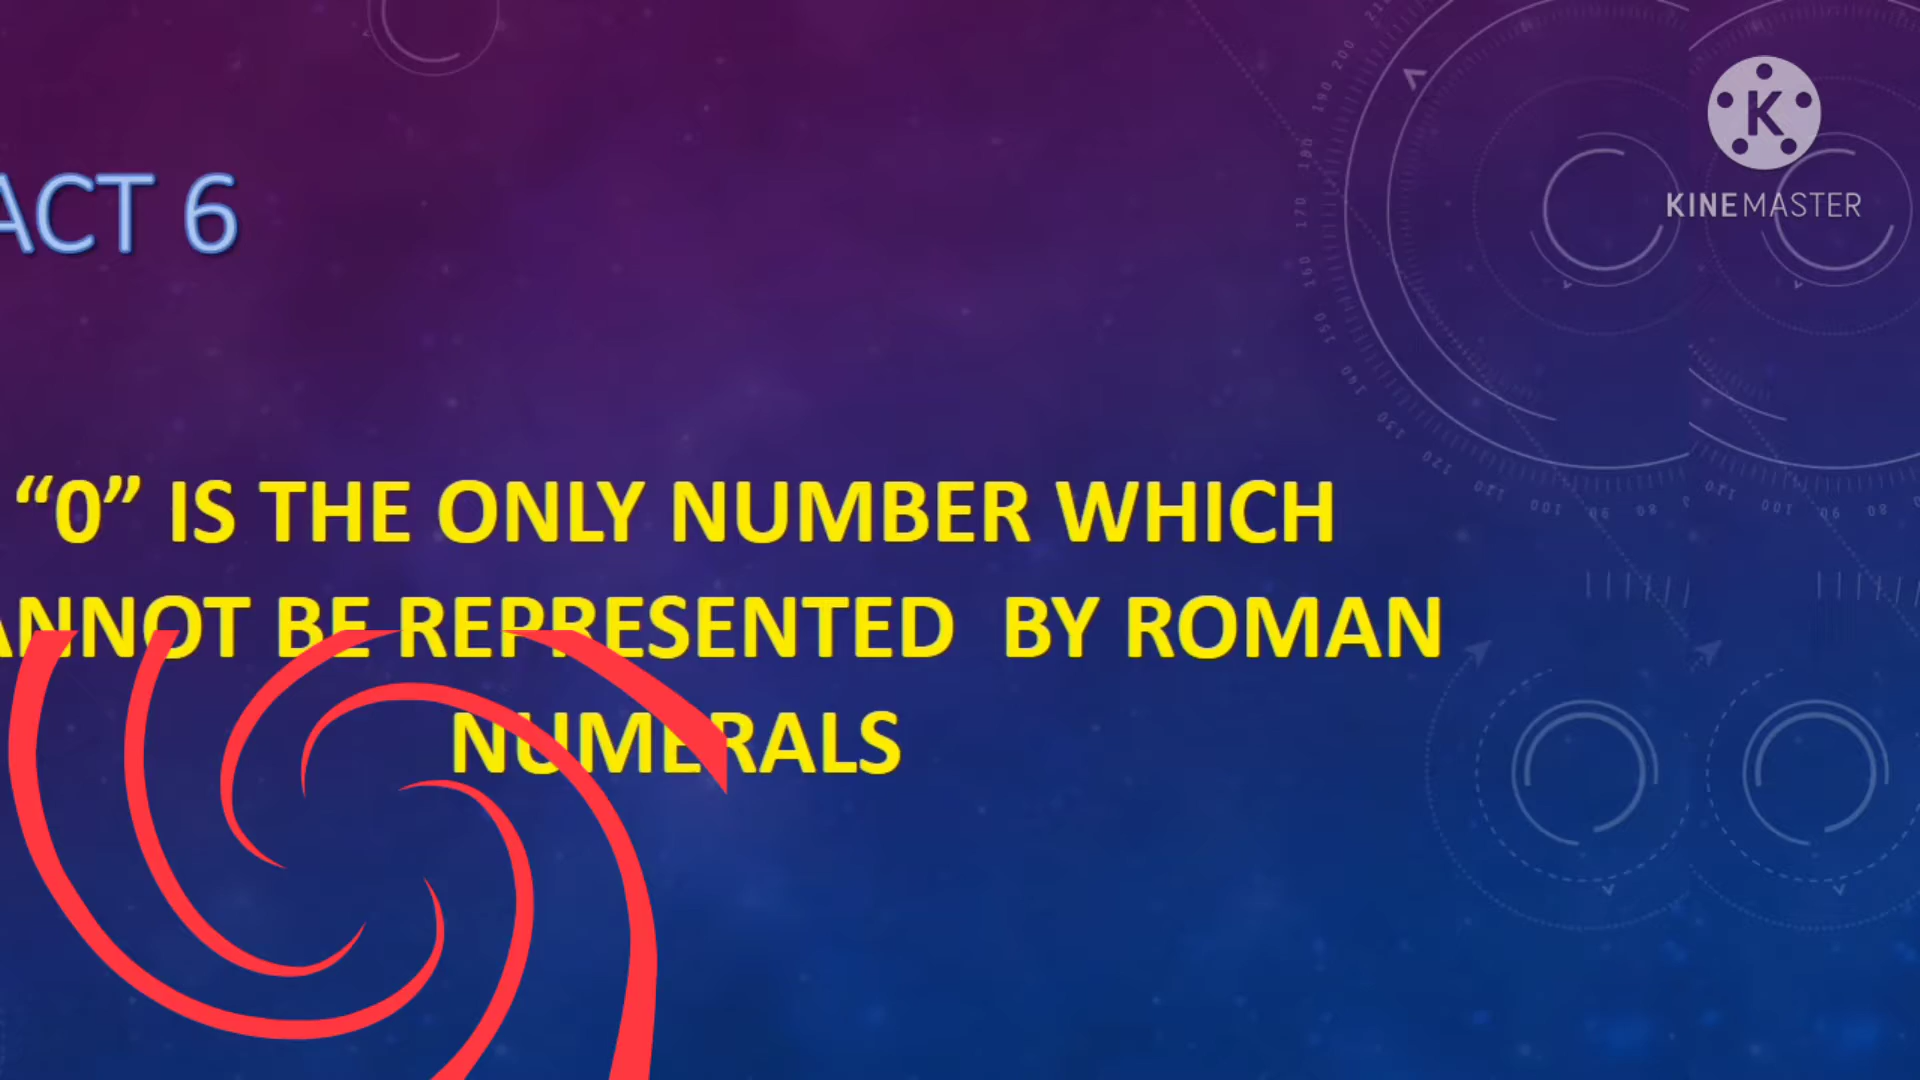 ACT 6
“0” IS THE ONLY NUMBER WHICH
ANNOT BE REPRESENTED BY ROMAN
NUMERALS
K
KINEMASTER